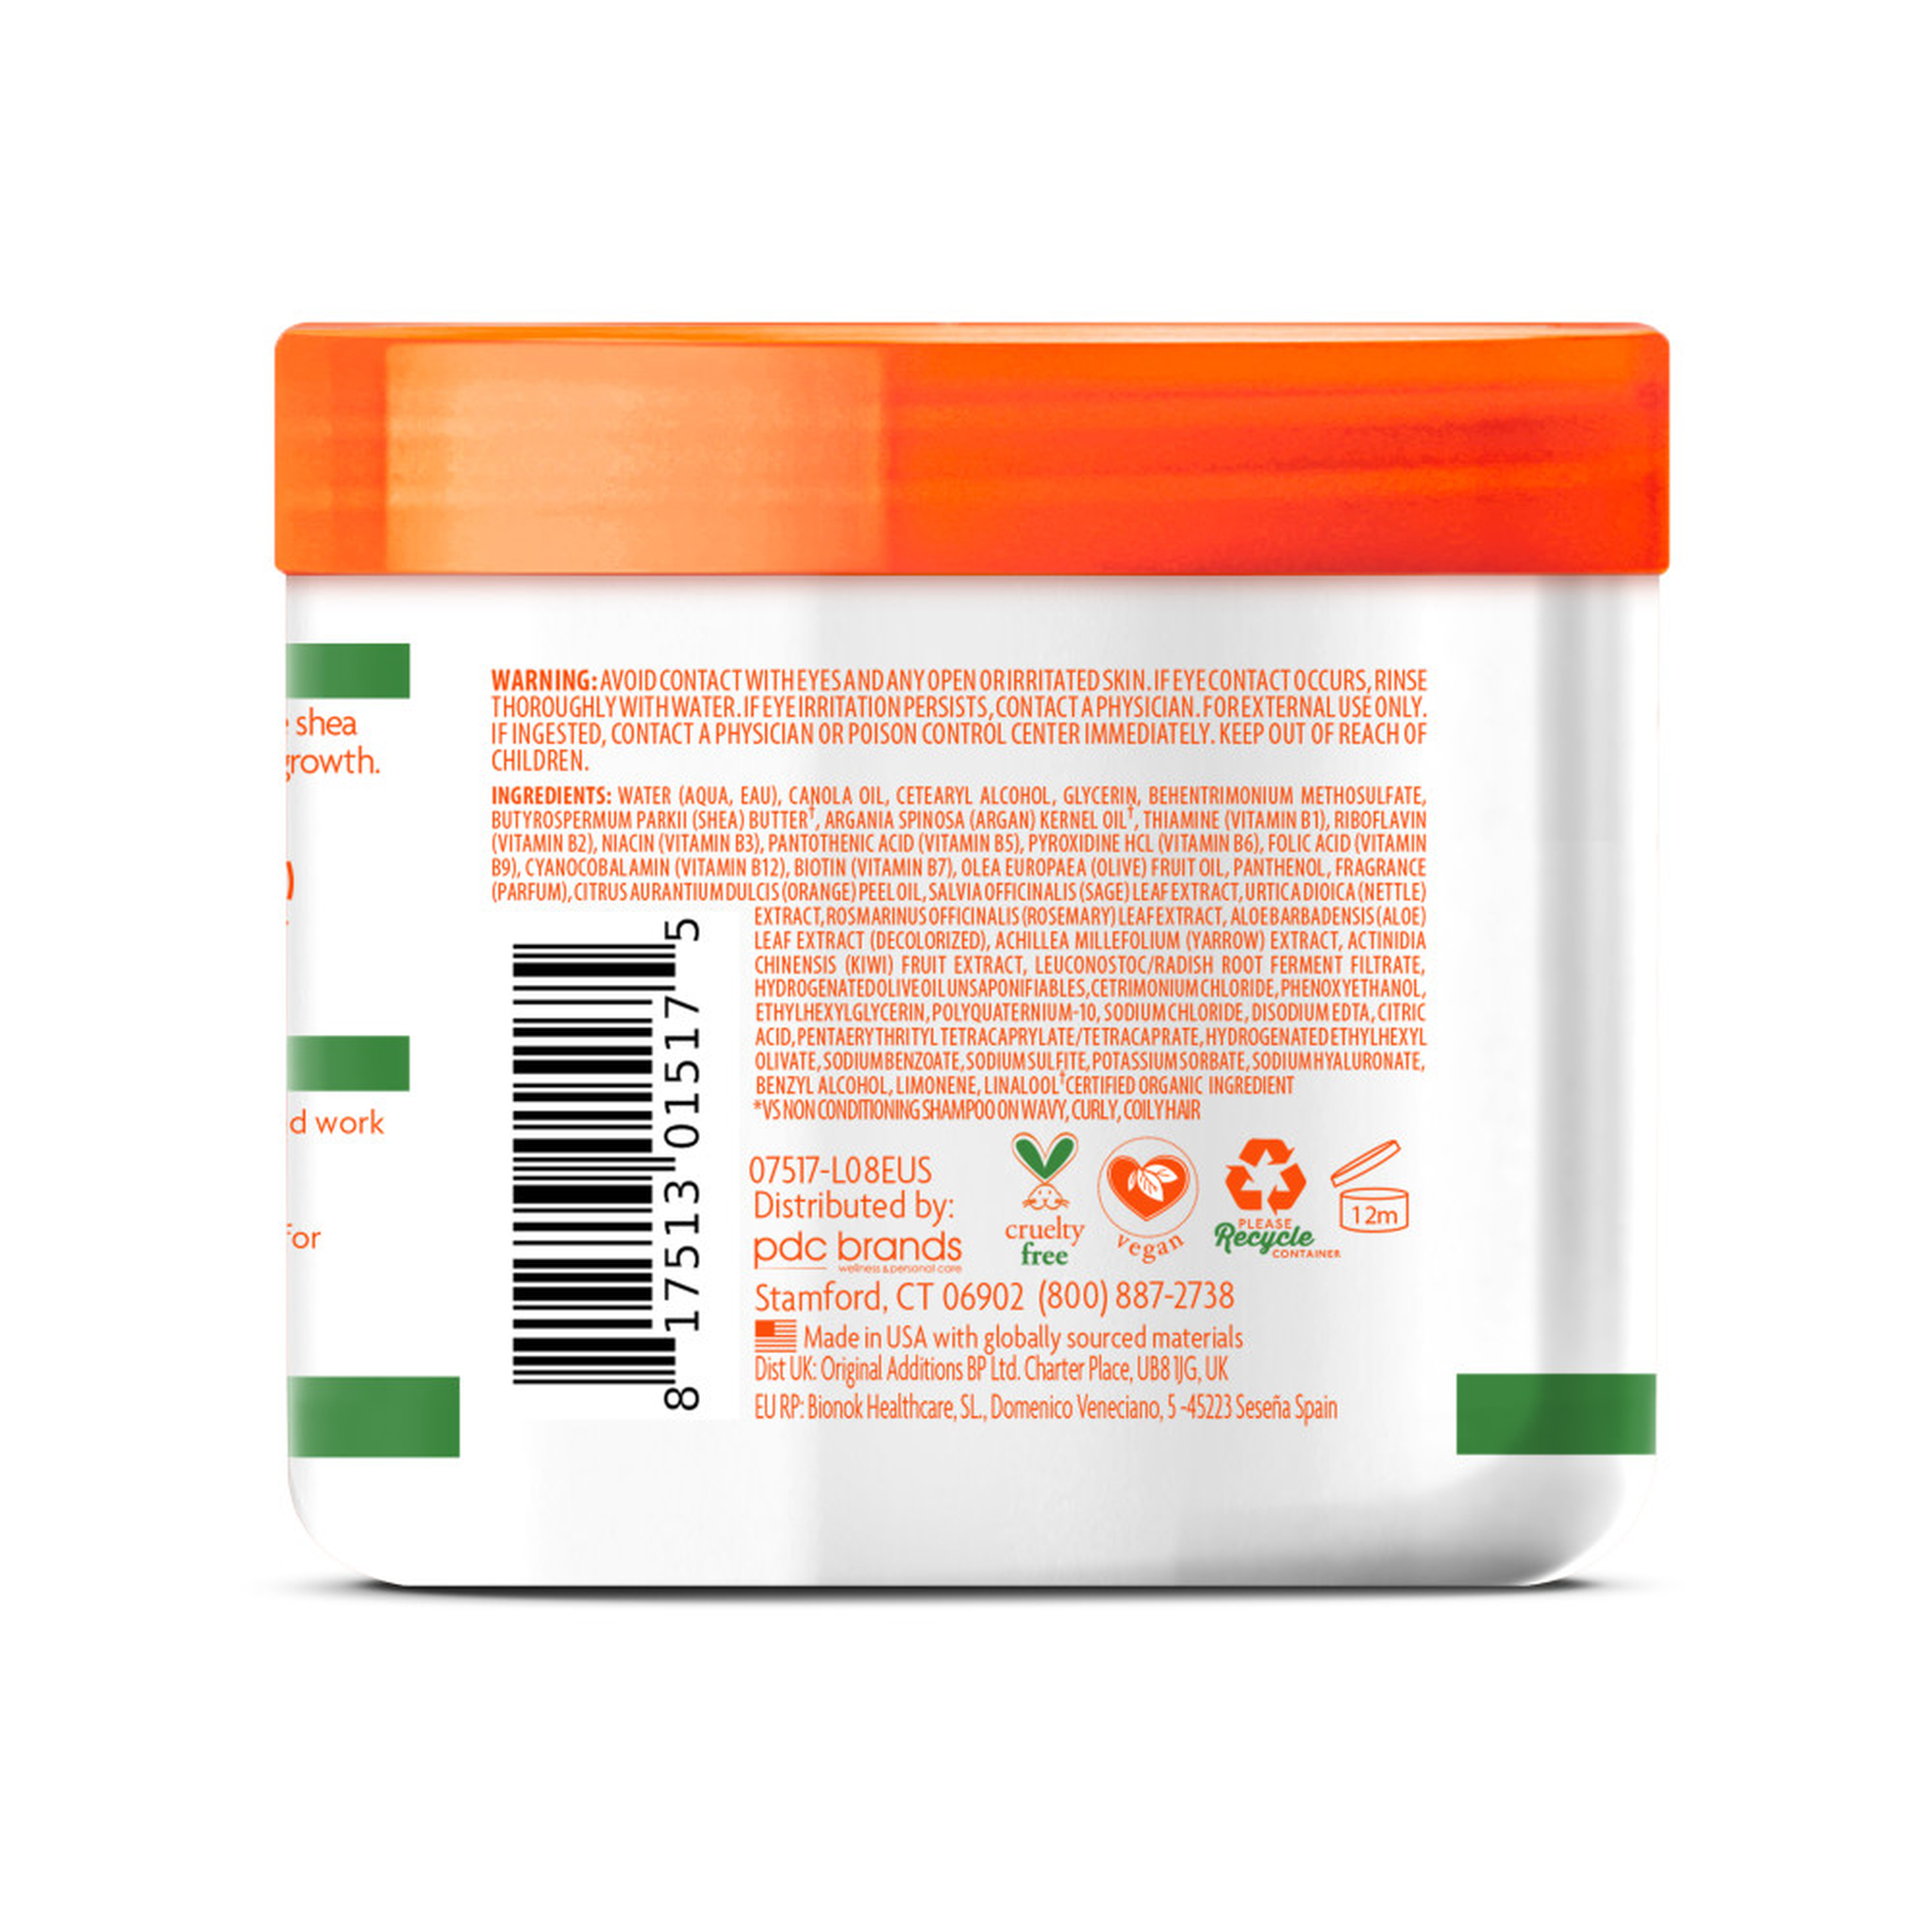 shea
growth.
d work
for
WARNING: AVOID CONTACT WITH EYES AND ANY OPEN OR IRRITATED SKIN. IF EYE CONTACT OCCURS, RINSE
THOROUGHLY WITH WATER. IF EYE IRRITATION PERSISTS, CONTACT A PHYSICIAN. FOR EXTERNAL USE ONLY.
IF INGESTED, CONTACT A PHYSICIAN OR POISON CONTROL CENTER IMMEDIATELY. KEEP OUT OF REACH OF
CHILDREN.
INGREDIENTS: WATER (AQUA, EAU), CANOLA OIL, CETEARYL ALCOHOL, GLYCERIN, BEHENTRIMONIUM METHOSULFATE,
BUTYROSPERMUM PARKII (SHEA) BUTTER†, ARGANIA SPINOSA (ARGAN) KERNEL OIL†, THIAMINE (VITAMIN B1), RIBOFLAVIN
(VITAMIN B2), NIACIN (VITAMIN B3), PANTOTHENIC ACID (VITAMIN B5), PYROXIDINE HCL (VITAMIN B6), FOLIC ACID (VITAMIN
B9), CYANOCOBALAMIN (VITAMIN B12), BIOTIN (VITAMIN B7), OLEA EUROPAEA (OLIVE) FRUIT OIL, PANTHENOL, FRAGRANCE
(PARFUM), CITRUS AURANTIUM DULCIS (ORANGE) PEEL OIL, SALVIA OFFICINALIS (SAGE) LEAF EXTRACT, URTICA DIOICA (NETTLE)
EXTRACT, ROSMARINUS OFFICINALIS (ROSEMARY) LEAF EXTRACT, ALOE BARBADENSIS (ALOE)
LEAF EXTRACT (DECOLORIZED), ACHILLEA MILLEFOLIUM (YARROW) EXTRACT, ACTINIDIA
CHINENSIS (KIWI) FRUIT EXTRACT, LEUCONOSTOC/RADISH ROOT FERMENT FILTRATE,
HYDROGENATED OLIVE OIL UNSAPONIFIABLES, CETRIMONIUM CHLORIDE, PHENOXYETHANOL,
ETHYLHEXYLGLYCERIN, POLYQUATERNIUM-10, SODIUM CHLORIDE, DISODIUM EDTA, CITRIC
ACID, PENTAERYTHRITYL TETRACAPRYLATE/TETRACAPRATE, HYDROGENATED ETHYLHEXYL
OLIVATE, SODIUM BENZOATE, SODIUM SULFITE, POTASSIUM SORBATE, SODIUM HYALURONATE,
BENZYL ALCOHOL, LIMONENE, LINALOOL †CERTIFIED ORGANIC INGREDIENT
*VS NON CONDITIONING SHAMPOO ON WAVY, CURLY, COILY HAIR
8 17513 01517 5
07517-L08EUS
Distributed by:
pdc brands
wellness & personal care
cruelty
free
vegan
PLEASE
Recycle
CONTAINER
12m
Stamford, CT 06902 (800) 887-2738
Made in USA with globally sourced materials
Dist UK: Original Additions BP Ltd. Charter Place, UB8 1JG, UK
EU RP: Bionok Healthcare, SL., Domenico Veneciano, 5 -45223 Seseña Spain